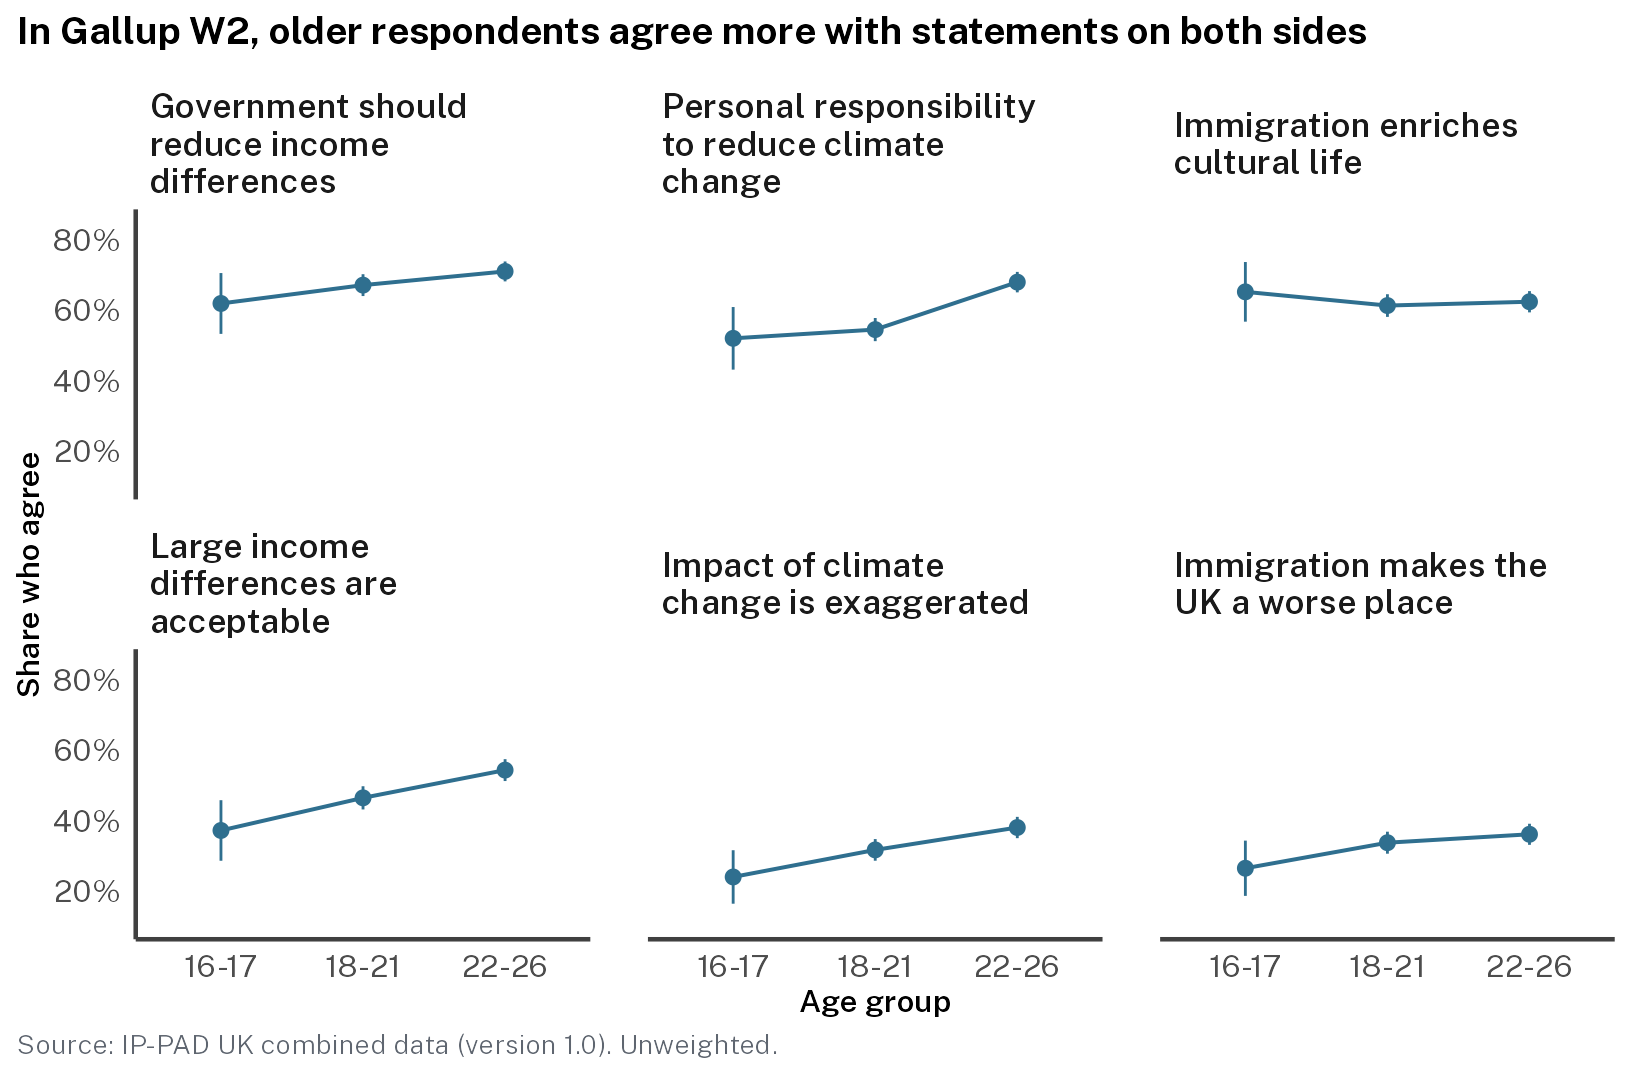 In Gallup W2, older respondents agree more with statements on both sides
Government should
reduce income
differences
Personal responsibility
to reduce climate
change
Immigration enriches
cultural life
80%
60%
40%
20%
Large income
differences are
acceptable
Impact of climate
change is exaggerated
Immigration makes the
UK a worse place
80%
60%
40%
20%
Share who agree
16-17 18-21 22-26
16-17 18-21 22-26
16-17 18-21 22-26
Age group
Source: IP-PAD UK combined data (version 1.0). Unweighted.